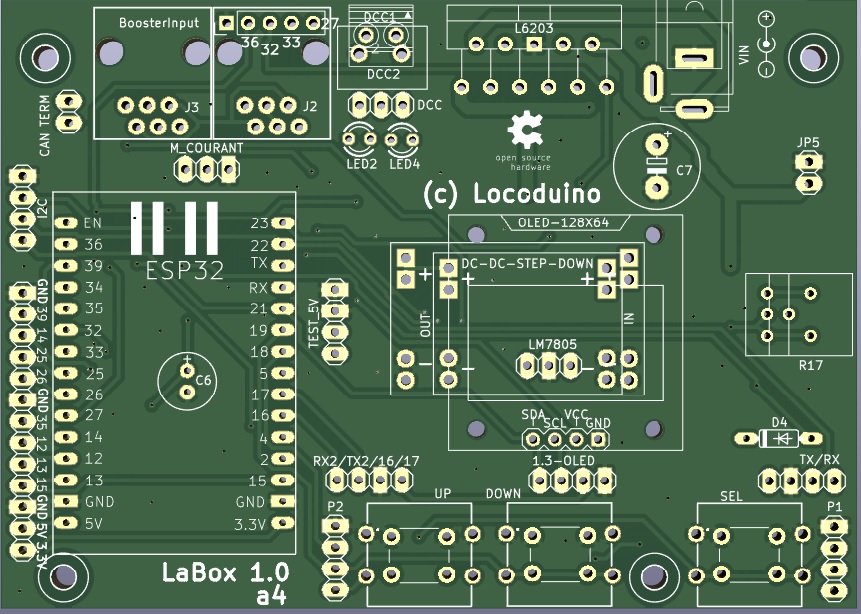 BoosterInput
27
36
33
32
DCC1
DCC2
L6203
VIN
+
-
J3
J2
DCC
CAN TERM
M_COURANT
LED2
LED4
open source
hardware
+
C7
JP5
(c) Locoduino
I2C
OLED-128X64
EN
36
39
34
35
32
33
25
26
27
14
12
13
GND
5V
ESP32
23
22
TX
RX
21
19
18
5
17
16
4
2
15
GND
3.3V
+
C6
GND
39
14
25
26
GND
35
12
13
15
GND
5V
3.3V
TEST_5V
DC-DC-STEP-DOWN
+
+
+
OUT
IN
LM7805
-
-
-
R17
SDA
VCC
SCL
GND
1.3-OLED
D4
TX/RX
RX2/TX2/16/17
P2
UP
DOWN
SEL
P1
LaBox 1.0
a4